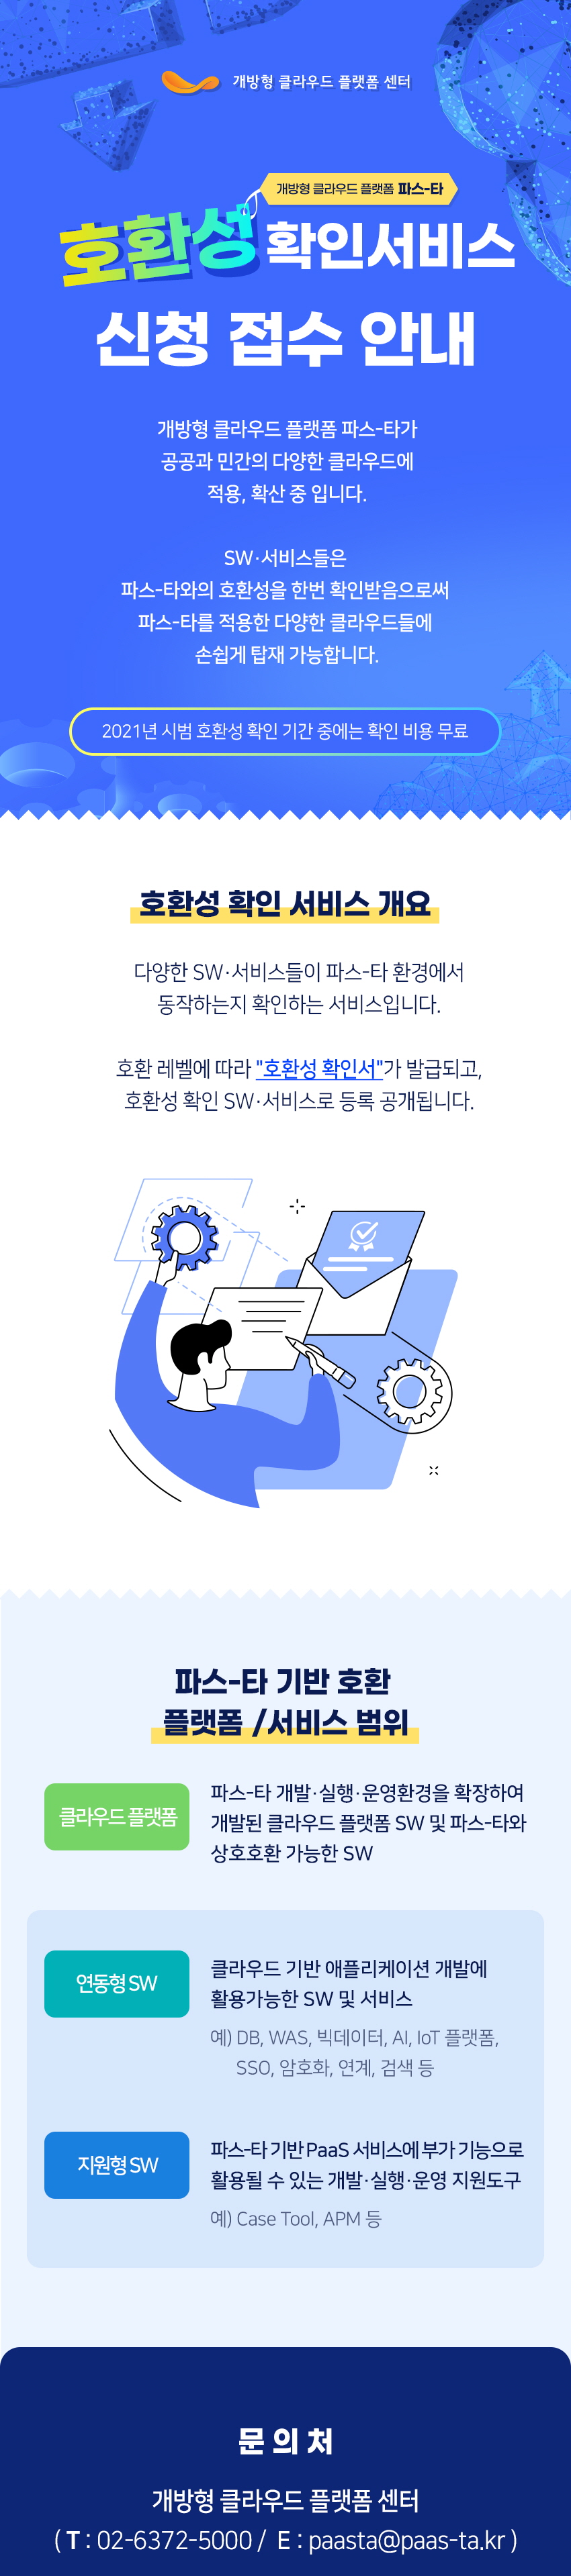 개방형 클라우드 플랫폼 센터
개방형 클라우드 플랫폼 파스-타
호환성 확인서비스
신청 접수 안내
개방형 클라우드 플랫폼 파스-타가
공공과 민간의 다양한 클라우드에
적용, 확산 중 입니다.
SW·서비스들은
파스-타와의 호환성을 한번 확인받음으로써
파스-타를 적용한 다양한 클라우드들에
손쉽게 탑재 가능합니다.
2021년 시범 호환성 확인 기간 중에는 확인 비용 무료
호환성 확인 서비스 개요
다양한 SW·서비스들이 파스-타 환경에서
동작하는지 확인하는 서비스입니다.
호환 레벨에 따라 "호환성 확인서"가 발급되고,
호환성 확인 SW·서비스로 등록 공개됩니다.
파스-타 기반 호환
플랫폼 /서비스 범위
클라우드 플랫폼
파스-타 개발·실행·운영환경을 확장하여
개발된 클라우드 플랫폼 SW 및 파스-타와
상호호환 가능한 SW
연동형 SW
클라우드 기반 애플리케이션 개발에
활용가능한 SW 및 서비스
예) DB, WAS, 빅데이터, AI, IoT 플랫폼,
SSO, 암호화, 연계, 검색 등
지원형 SW
파스-타 기반 PaaS 서비스에 부가 기능으로
활용될 수 있는 개발·실행·운영 지원도구
예) Case Tool, APM 등
문 의 처
개방형 클라우드 플랫폼 센터
( T : 02-6372-5000 / E : paasta@paas-ta.kr )